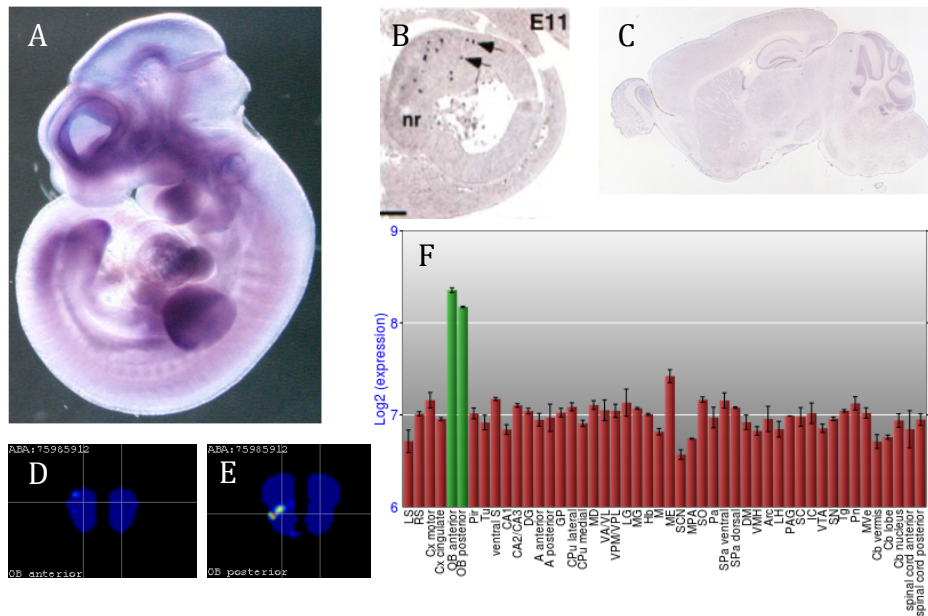 A
B
E11
nr
C
ABA:75985912
D
OB anterior
ABA:75985912
E
OB posterior
F
Log2 (expression)
9
8
7
6
LS
RS
Cx motor
Cx cingulate
OB anterior
OB posterior
Pir
Tu
ventral S
CA1
CA2/CA3
DG
A anterior
A posterior
GP
CPu lateral
CPu medial
MD
VA/VL
VPM/VPL
LG
MG
Hb
M
ME
SCN
MPA
SO
Pa
SPa ventral
SPa dorsal
DM
VMH
Arc
LH
PAG
SC
IC
VTA
SN
Tg
Pn
MVe
Cb vermis
Cb lobe
Cb nucleus
spinal cord anterior
spinal cord posterior